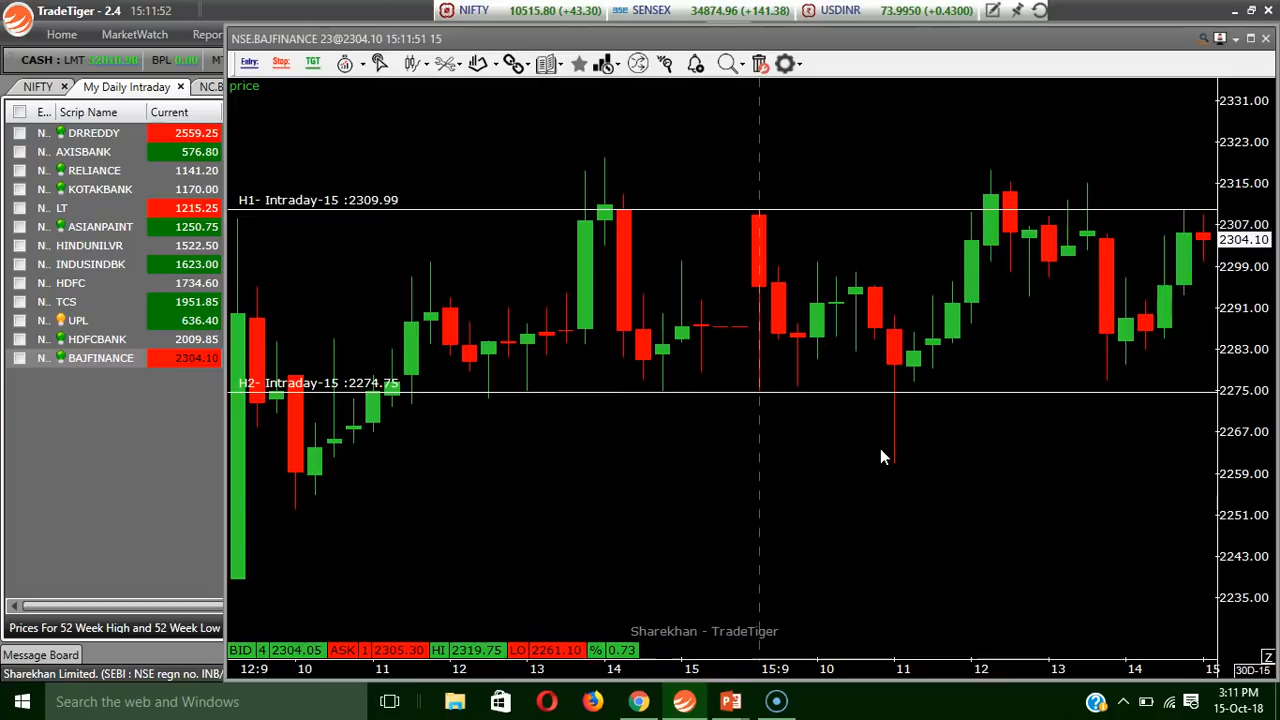 TradeTiger - 2.4
15:11:52
NIFTY 10515.80 (+43.30) SENSEX 34874.96 (+141.38) USDINR 73.9950 (+0.4300)
Home MarketWatch Repor
NSE.BAJFINANCE 23@2304.10 15:11:51 15
CASH : LMT BPL 0.00 MT
Entry: Stop: TGT
NIFTY × My Daily Intraday × NC.B
price
E... Scrip Name Current
N.. DRREDDY 2559.25
N.. AXISBANK 576.80
N.. RELIANCE 1141.20
N.. KOTAKBANK 1170.00
N.. LT 1215.25
N.. ASIANPAINT 1250.75
N.. HINDUNILVR 1522.50
N.. INDUSINDBK 1623.00
N.. HDFC 1734.60
N.. TCS 1951.85
N.. UPL 636.40
N.. HDFCBANK 2009.85
N.. BAJFINANCE 2304.10
H1- Intraday-15 :2309.99
H2- Intraday-15 :2274.75
2331.00
2323.00
2315.00
2307.00
2304.10
2299.00
2291.00
2283.00
2275.00
2267.00
2259.00
2251.00
2243.00
2235.00
Sharekhan - TradeTiger
BID 4 2304.05 ASK 1 2305.30 HI 2319.75 LO 2261.10 % 0.73
12:9 10 11 12 13 14 15 15:9 10 11 12 13 14 15 30D-15
Z
Prices For 52 Week High and 52 Week Low
Message Board
Sharekhan Limited. (SEBI : NSE regn no. INB/
Search the web and Windows
3:11 PM
15-Oct-18